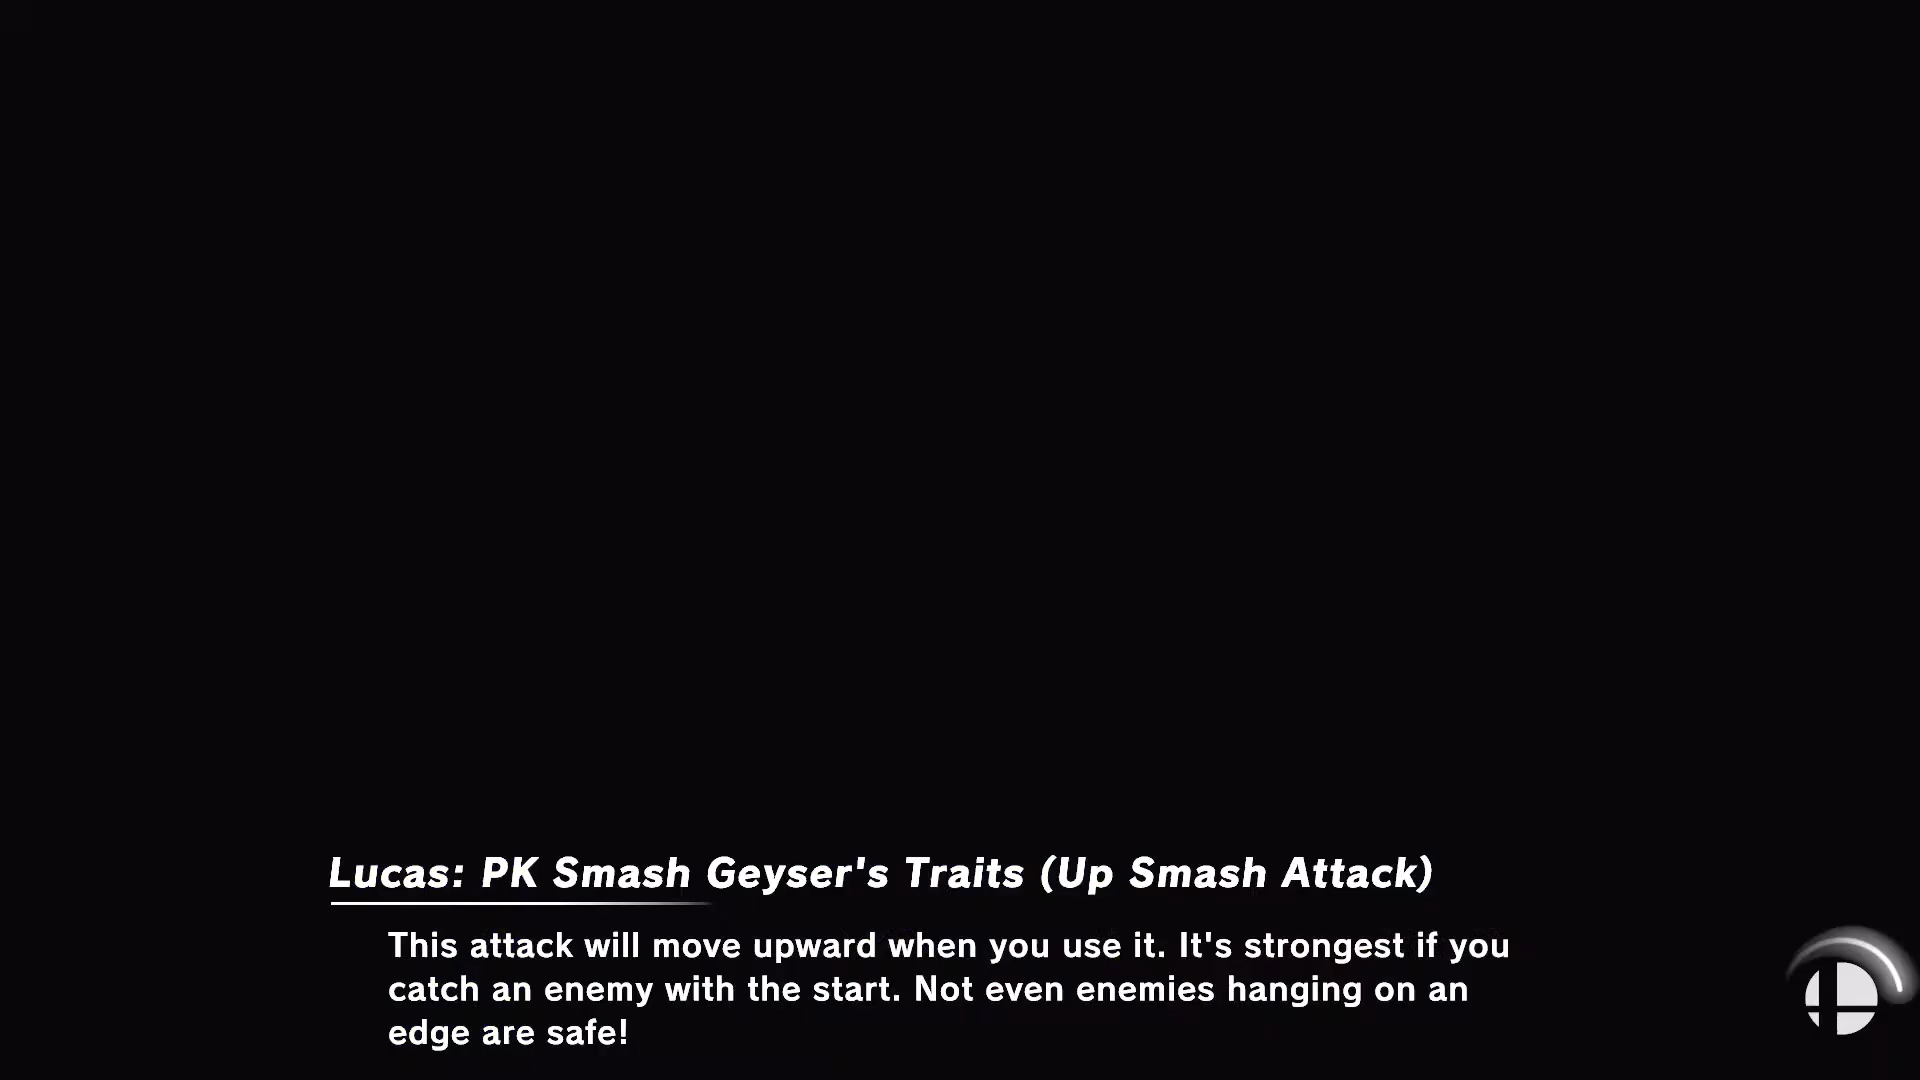 Lucas: PK Smash Geyser's Traits (Up Smash Attack)
This attack will move upward when you use it. It's strongest if you
catch an enemy with the start. Not even enemies hanging on an
edge are safe!